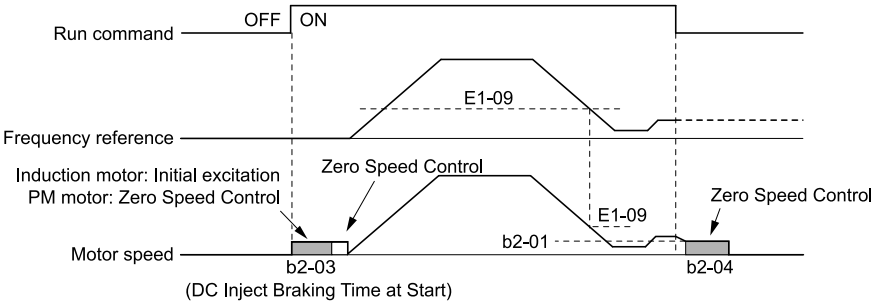 OFF ON
Run command
E1-09
Frequency reference
Induction motor: Initial excitation
PM motor: Zero Speed Control
Zero Speed Control
Zero Speed Control
E1-09
b2-01
Motor speed
b2-03
b2-04
(DC Inject Braking Time at Start)